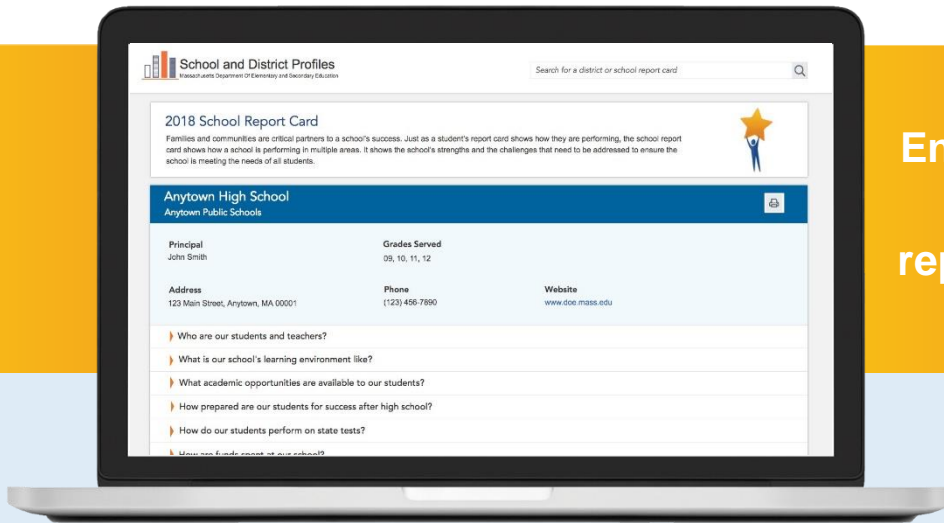 School and District Profiles
Massachusetts Department Of Elementary and Secondary Education
Search for a district or school report card
2018 School Report Card
Families and communities are critical partners to a school's success. Just as a student's report card shows how they are performing, the school report
card shows how a school is performing in multiple areas. It shows the school's strengths and the challenges that need to be addressed to ensure the
school is meeting the needs of all students.
Anytown High School
Anytown Public Schools
Principal
John Smith
Grades Served
09, 10, 11, 12
Address
123 Main Street, Anytown, MA 00001
Phone
(123) 456-7890
Website
www.doe.mass.edu
Who are our students and teachers?
What is our school's learning environment like?
What academic opportunities are available to our students?
How prepared are our students for success after high school?
How do our students perform on state tests?
How are funds spent at our school?
En
rep